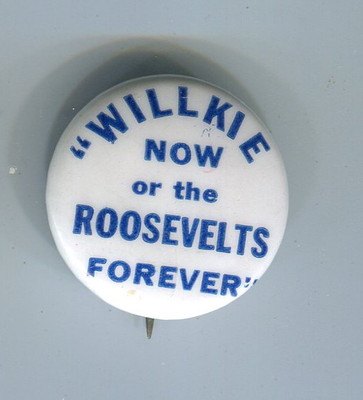 "WILLKIE
NOW
or the
ROOSEVELTS
FOREVER"